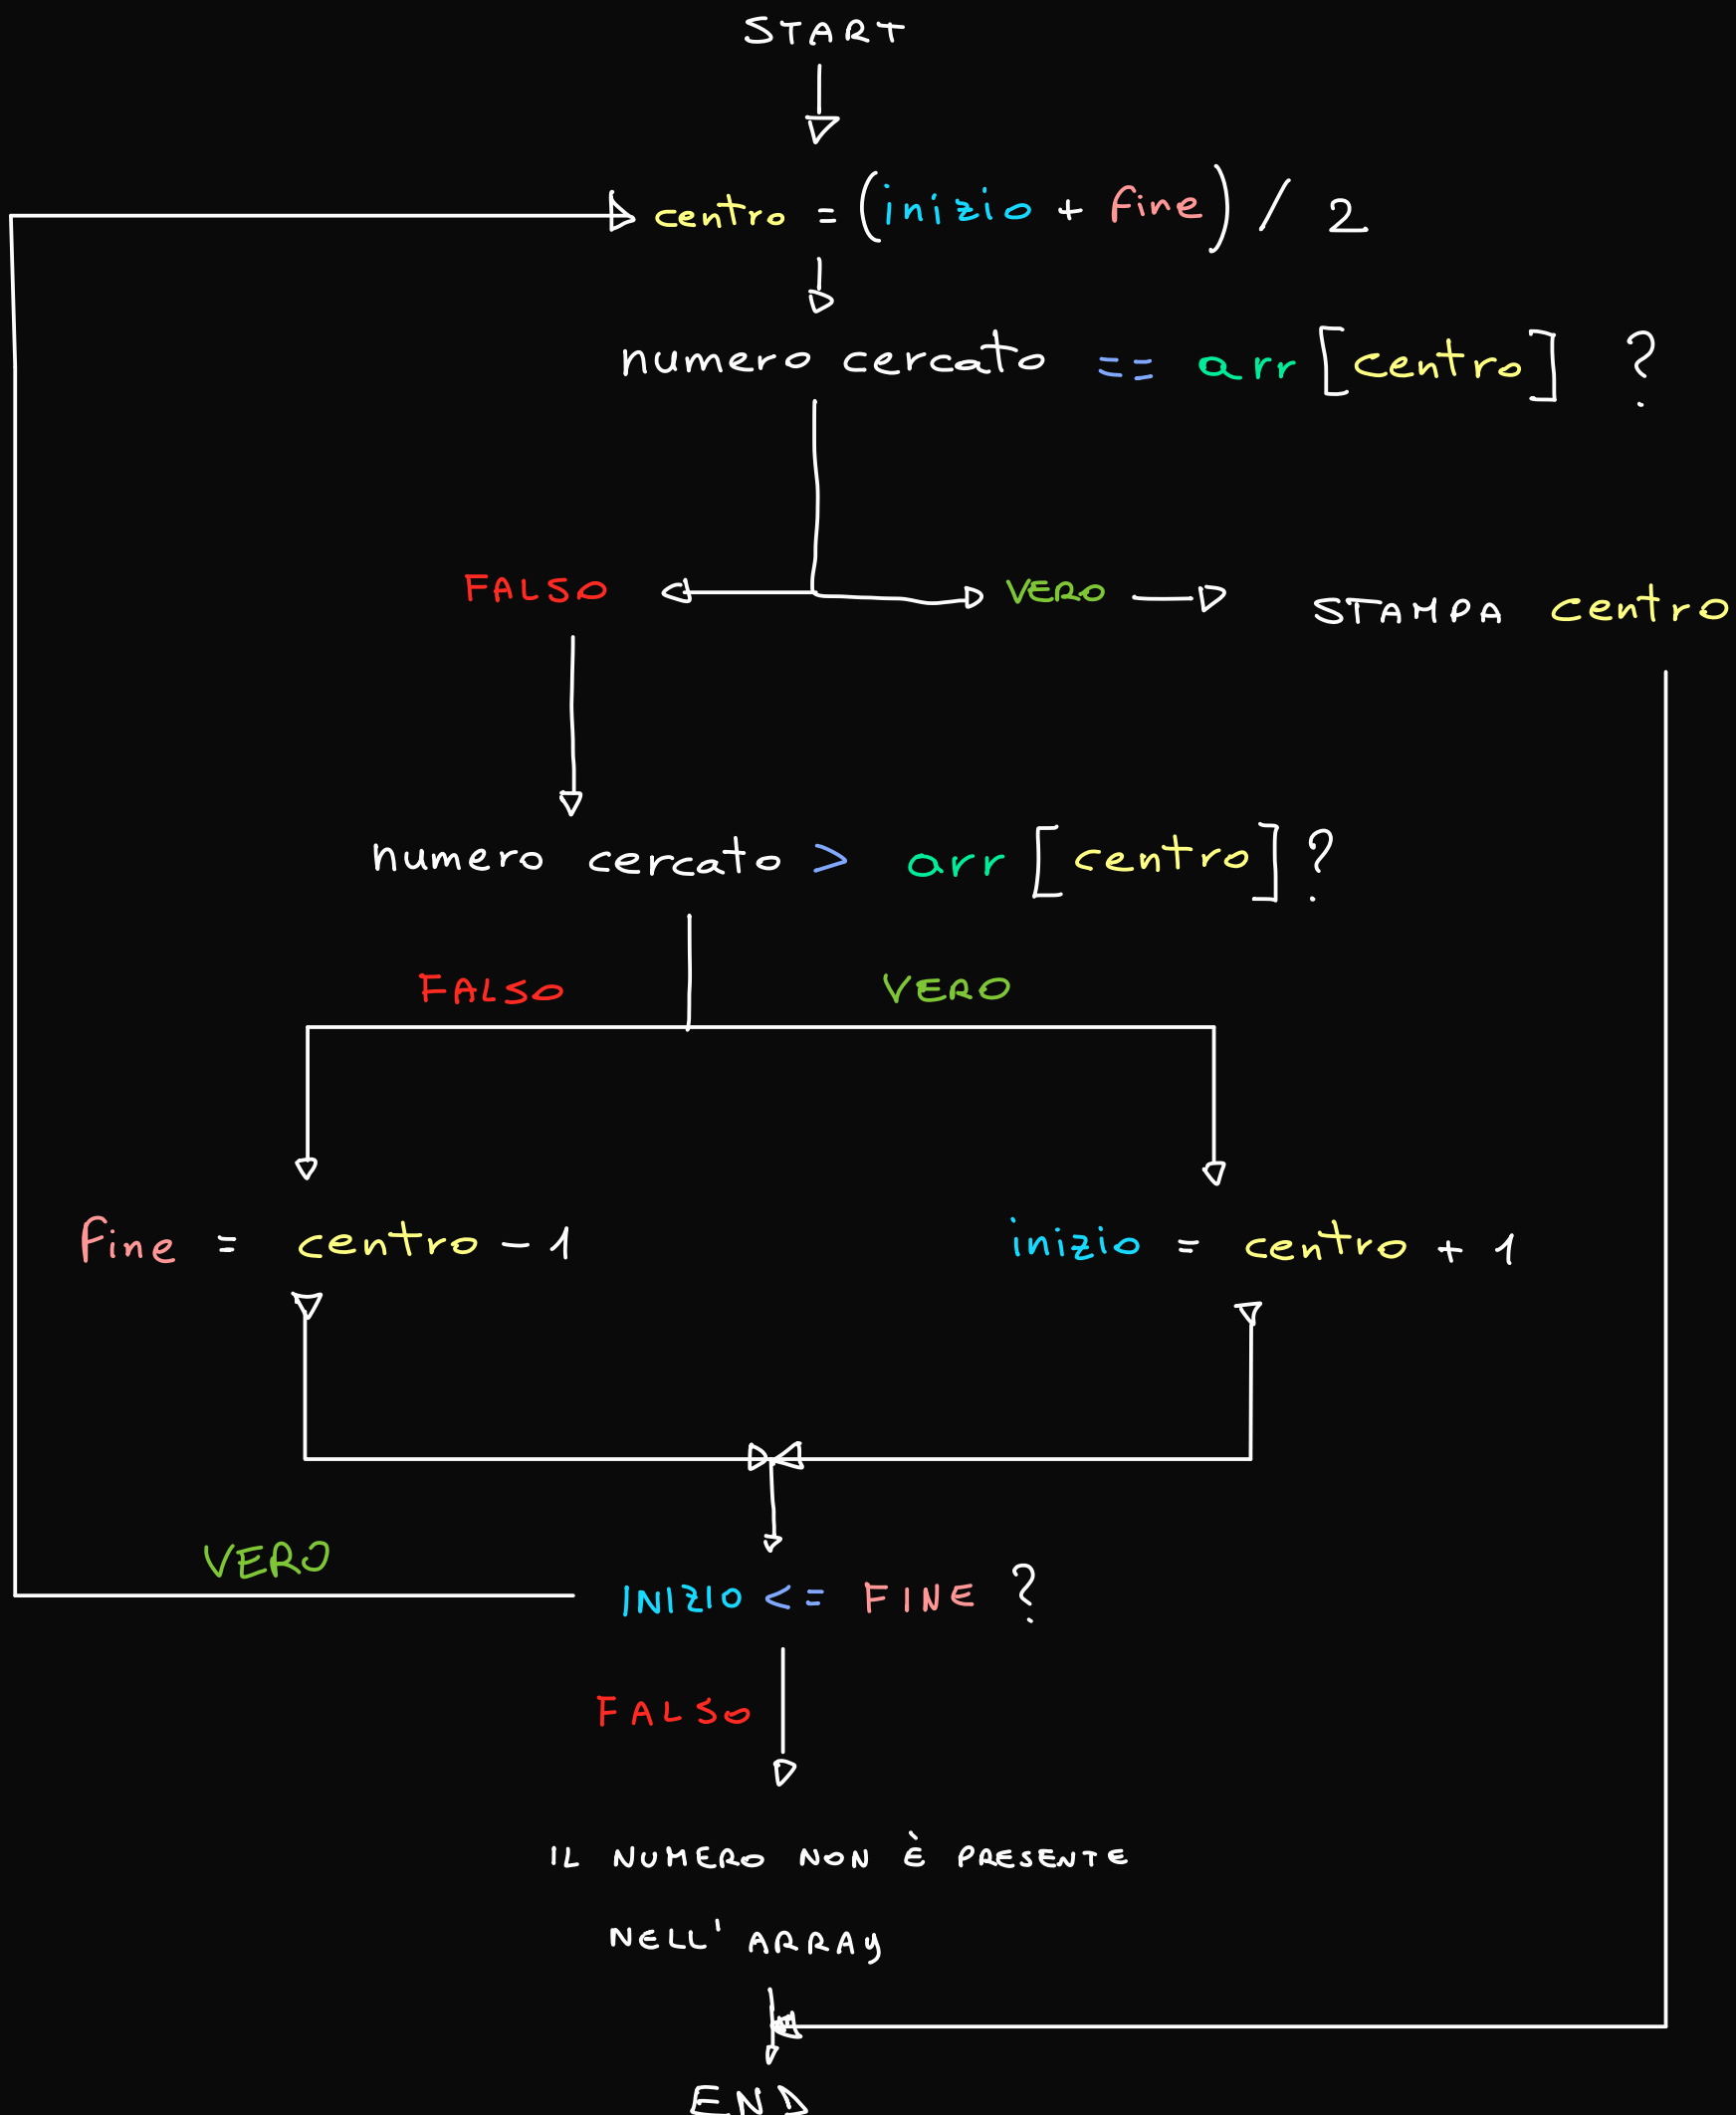 START
centro = (inizio + fine) / 2
numero cercato == arr [centro] ?
FALSO
VERO
STAMPA centro
numero cercato > arr [centro] ?
FALSO
VERO
fine = centro - 1
inizio = centro + 1
VERO
INIZIO <= FINE ?
FALSO
IL NUMERO NON È PRESENTE
NELL' ARRAY
END